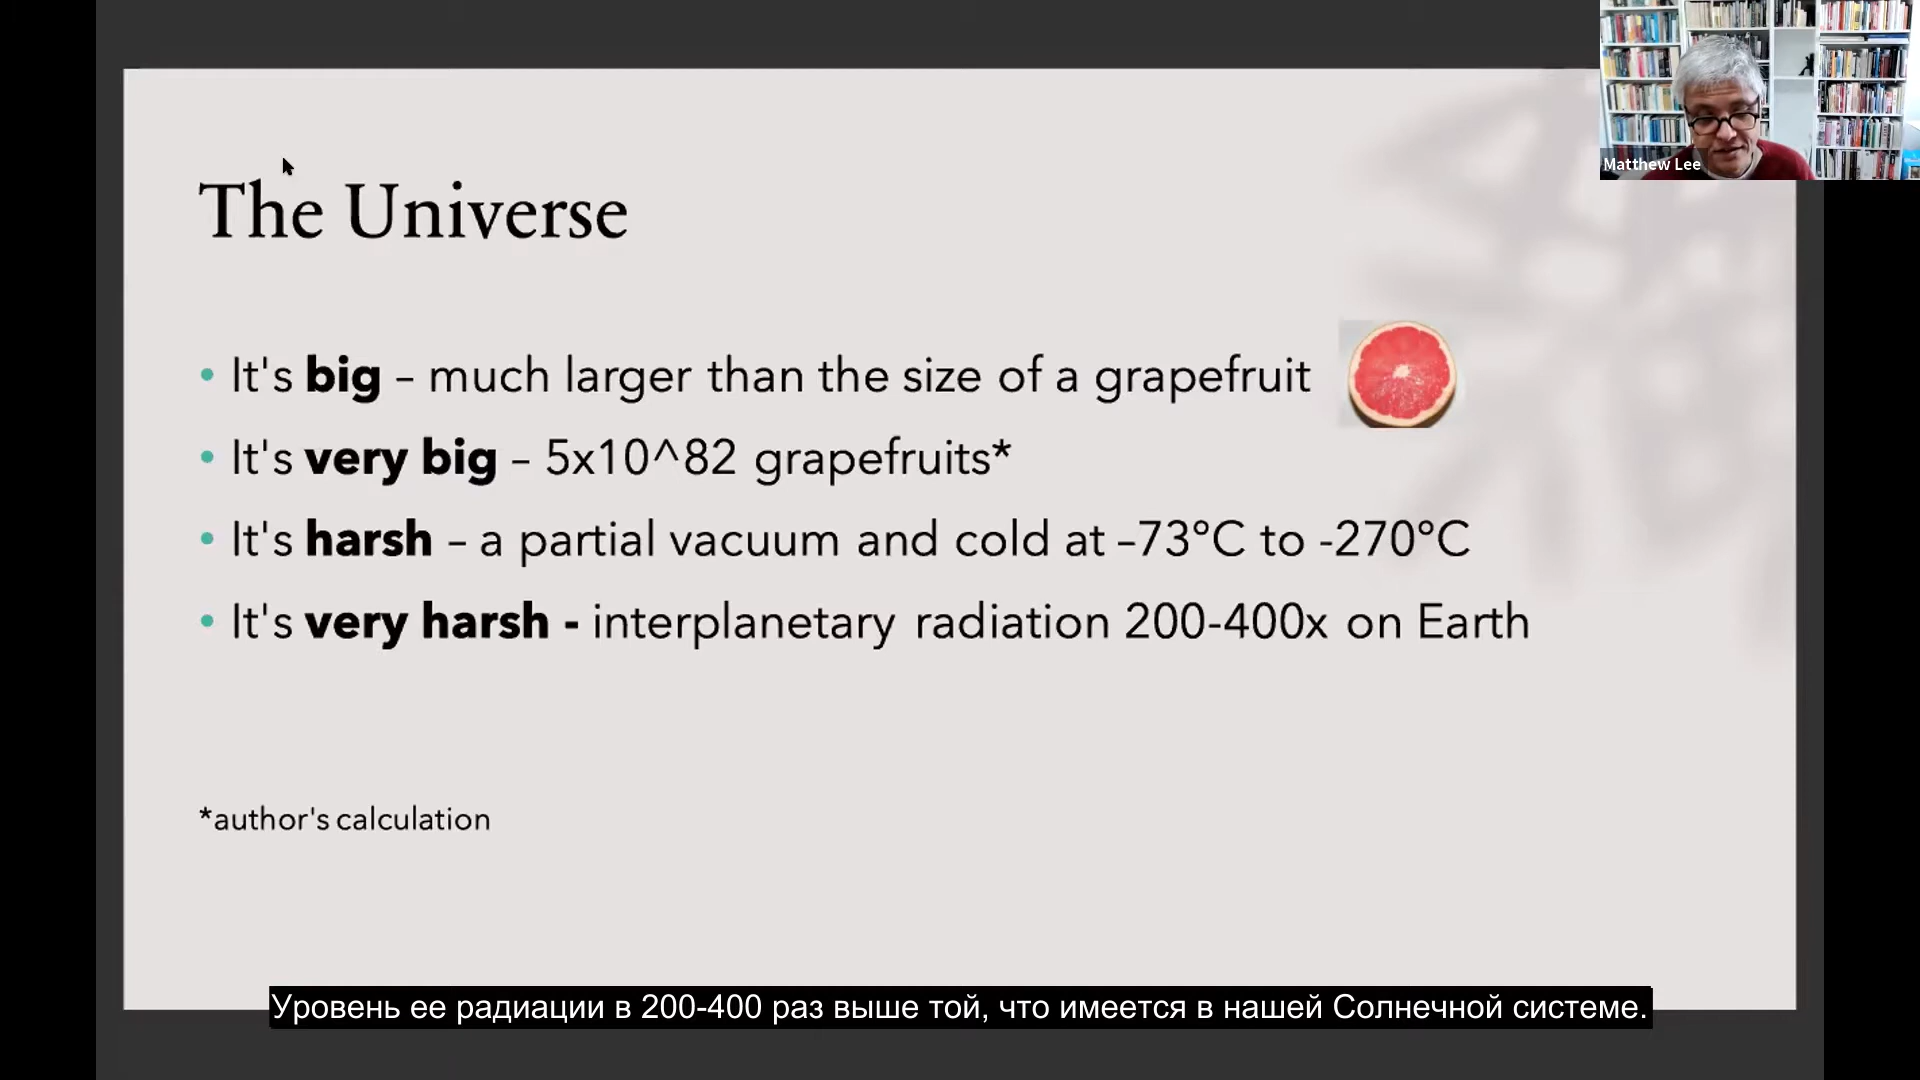 Matthew Lee
The Universe
• It's big – much larger than the size of a grapefruit
• It's very big – 5x10^82 grapefruits*
• It's harsh – a partial vacuum and cold at –73°C to -270°C
• It's very harsh - interplanetary radiation 200-400x on Earth
*author's calculation
Уровень ее радиации в 200-400 раз выше той, что имеется в нашей Солнечной системе.